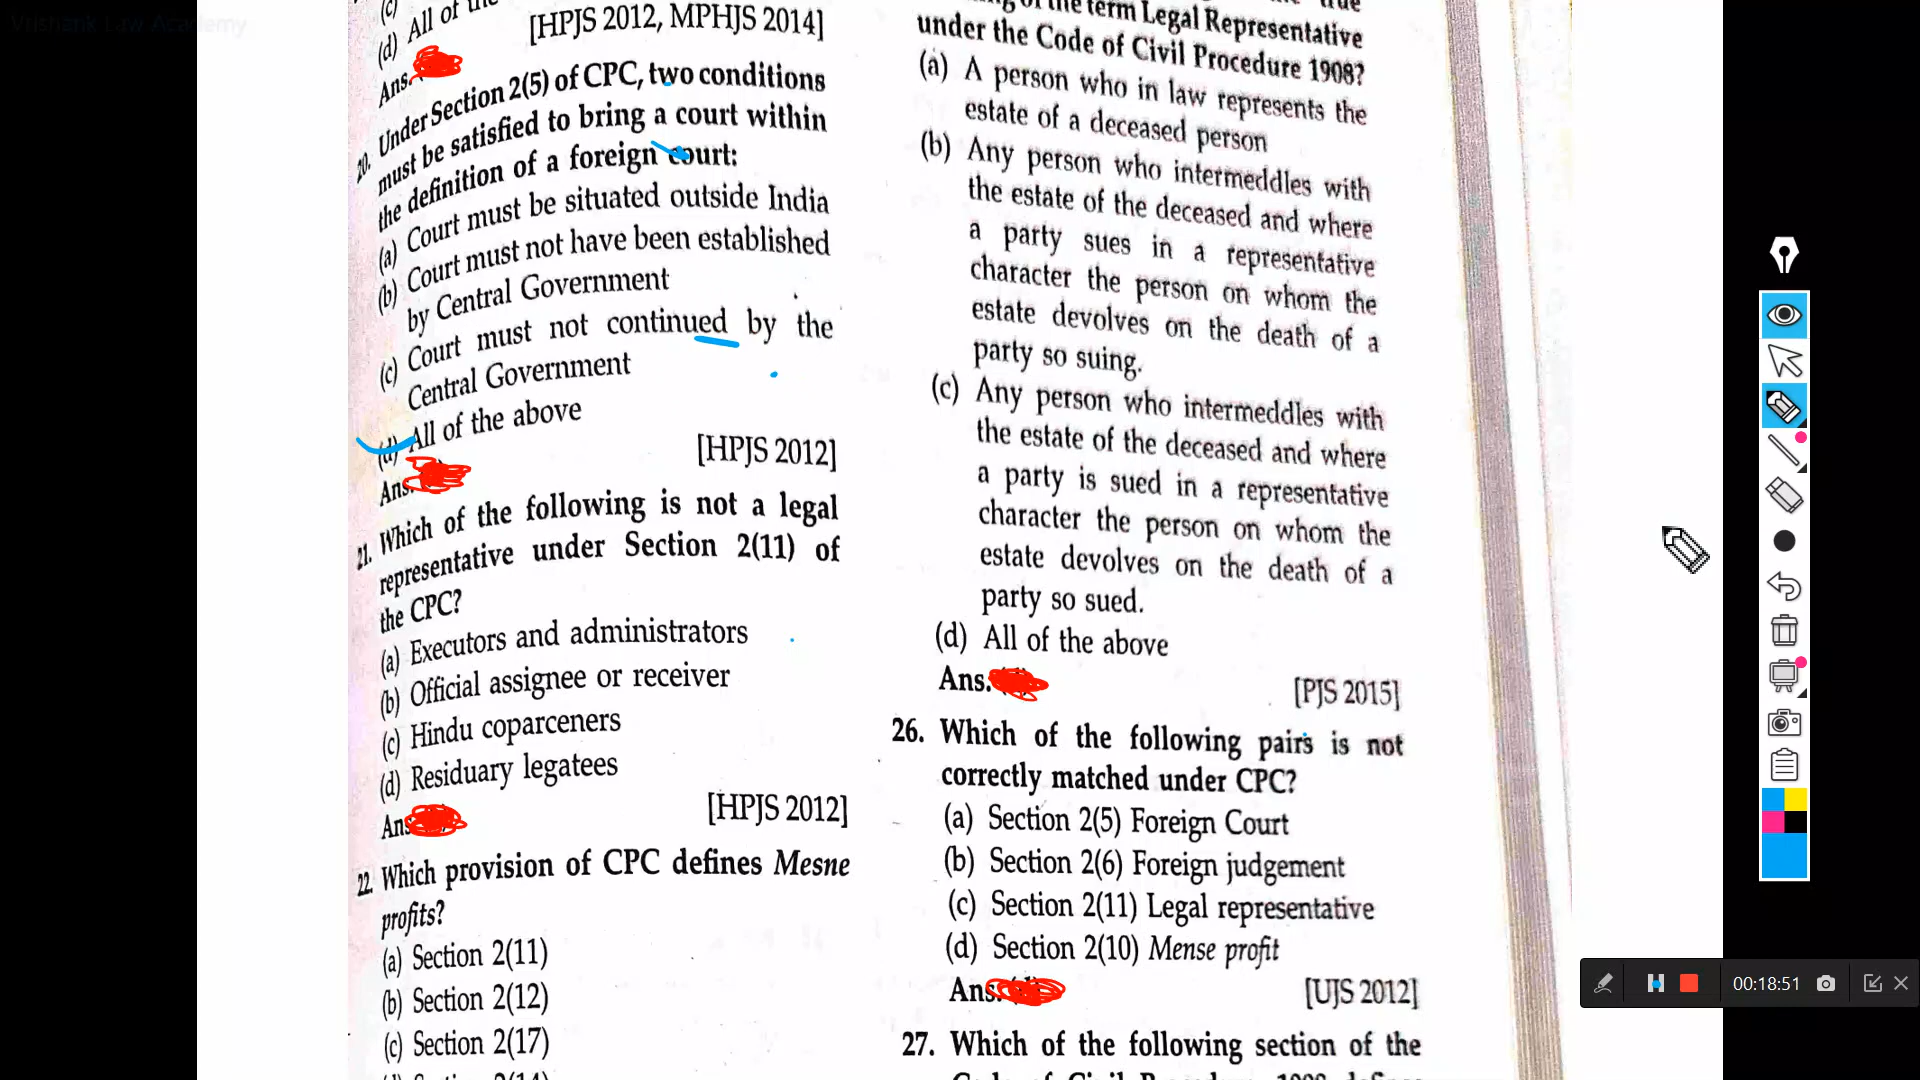 Vrishank Law Academy
(c)
(d) All of the
[HPJS 2012, MPHJS 2014]
Ans.
20. Under Section 2(5) of CPC, two conditions
must be satisfied to bring a court within
the definition of a foreign court:
(a) Court must be situated outside India
(b) Court must not have been established
by Central Government
(c) Court must not continued by the
Central Government
(d) All of the above
[HPJS 2012]
Ans.
21. Which of the following is not a legal
representative under Section 2(11) of
the CPC?
(a) Executors and administrators
(b) Official assignee or receiver
(c) Hindu coparceners
(d) Residuary legatees
[HPJS 2012]
Ans
22. Which provision of CPC defines Mesne
profits?
(a) Section 2(11)
(b) Section 2(12)
(c) Section 2(17)
of the term Legal Representative
under the Code of Civil Procedure 1908?
(a) A person who in law represents the
estate of a deceased person
(b) Any person who intermeddles with
the estate of the deceased and where
a party sues in a representative
character the person on whom the
estate devolves on the death of a
party so suing.
(c) Any person who intermeddles with
the estate of the deceased and where
a party is sued in a representative
character the person on whom the
estate devolves on the death of a
party so sued.
(d) All of the above
Ans.
[PJS 2015]
26. Which of the following pairs is not
correctly matched under CPC?
(a) Section 2(5) Foreign Court
(b) Section 2(6) Foreign judgement
(c) Section 2(11) Legal representative
(d) Section 2(10) Mense profit
Ans.
[UJS 2012]
27. Which of the following section of the
00:18:51